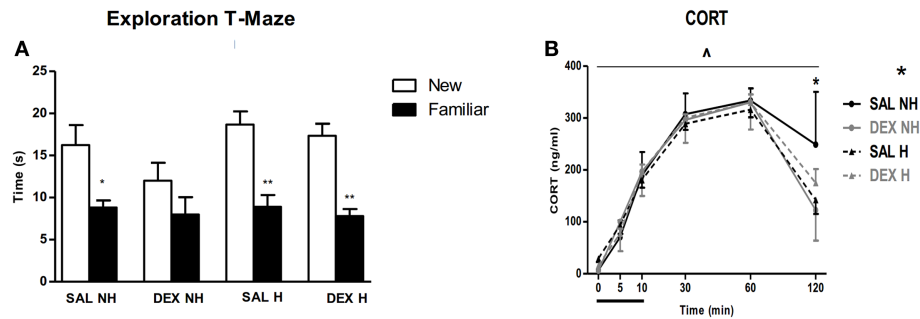 Exploration T-Maze
A
Time (s)
25
20
15
10
5
0
*
**
**
SAL NH
DEX NH
SAL H
DEX H
New
Familiar
CORT
B
CORT (ng/ml)
400
300
200
100
0
^
*
*
SAL NH
DEX NH
SAL H
DEX H
0 5 10 30 60 120
Time (min)